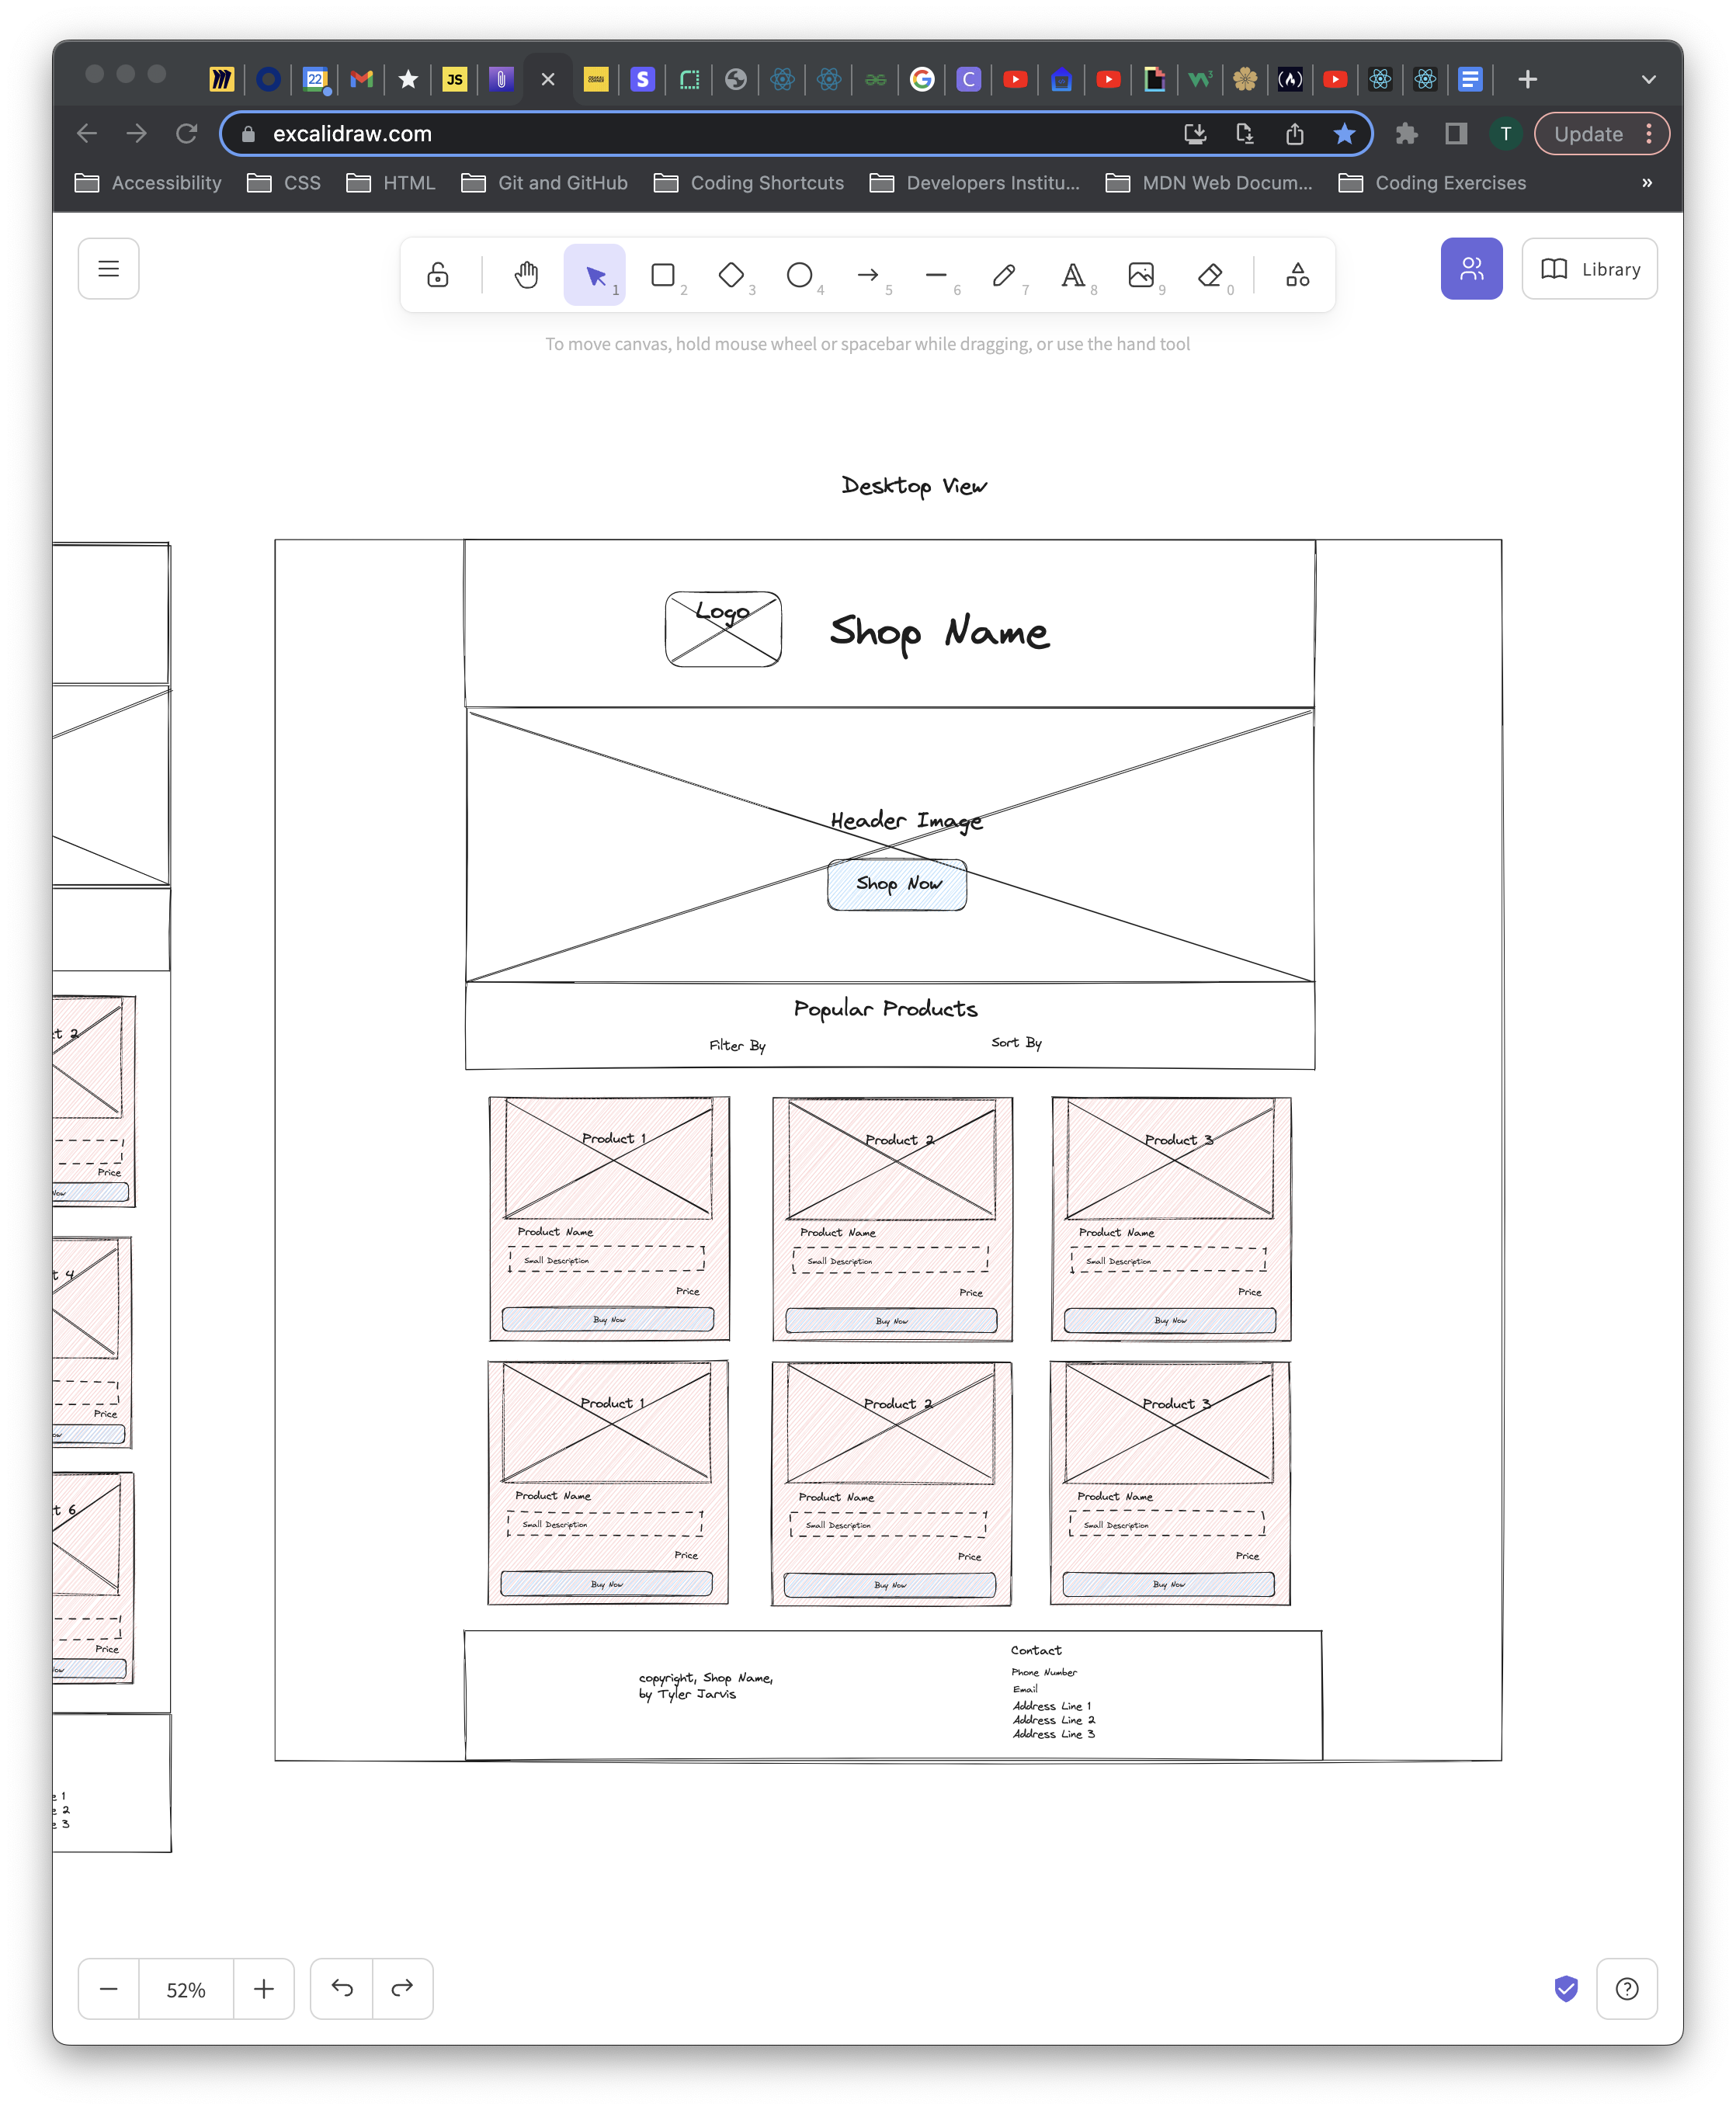 22
JS
excalidraw.com
T
Update
Accessibility
CSS
HTML
Git and GitHub
Coding Shortcuts
Developers Institu...
MDN Web Docum...
Coding Exercises
»
1
2
3
4
5
6
7
8
9
0
Library
To move canvas, hold mouse wheel or spacebar while dragging, or use the hand tool
Desktop View
Logo
Shop Name
Header Image
Shop Now
Popular Products
Filter By
Sort By
t 2
Price
Now
t 4
Price
ow
t 6
Price
low
e 1
e 2
e 3
Product 1
Product Name
Small Description
Price
Buy Now
Product 2
Product Name
Small Description
Price
Buy Now
Product 3
Product Name
Small Description
Price
Buy Now
Product 1
Product Name
Small Description
Price
Buy Now
Product 2
Product Name
Small Description
Price
Buy Now
Product 3
Product Name
Small Description
Price
Buy Now
copyright, Shop Name,
by Tyler Jarvis
Contact
Phone Number
Email
Address Line 1
Address Line 2
Address Line 3
52%